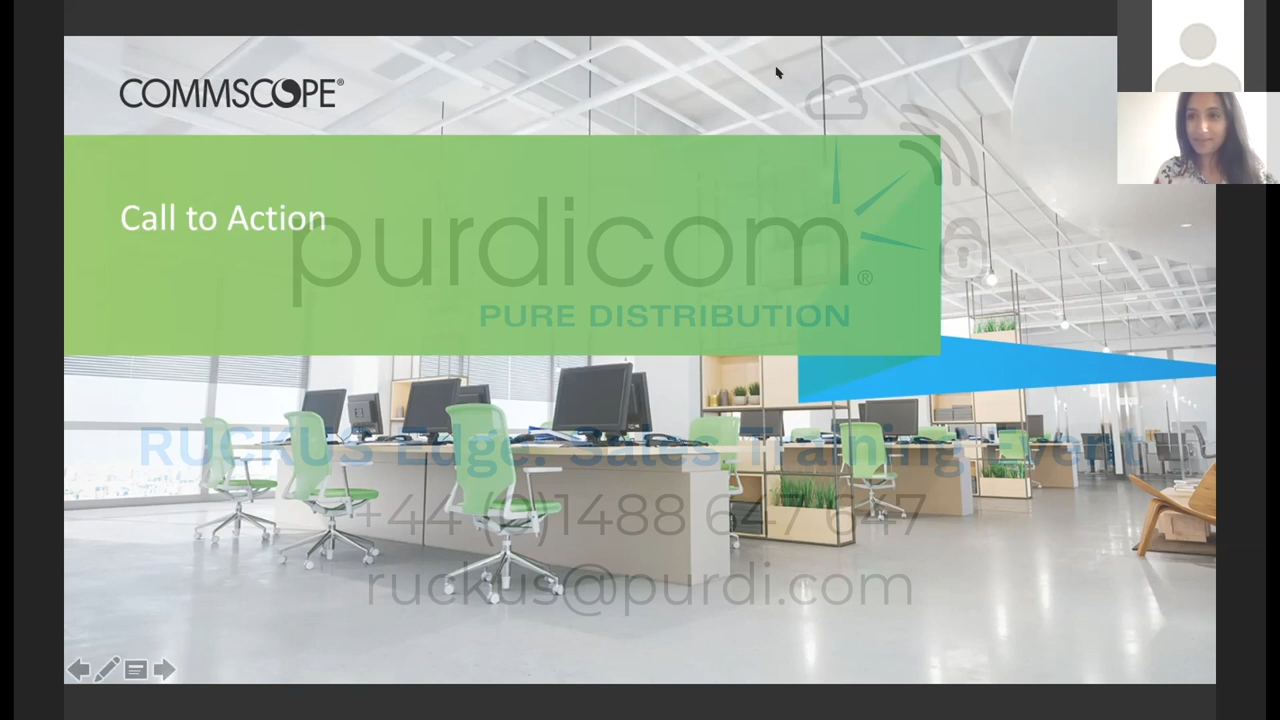 COMMSCOPE®
Call to Action
purdicom®
PURE DISTRIBUTION
RUCKUS Edge: Sales Training Event
+44 (0)1488 647 647
ruckus@purdi.com